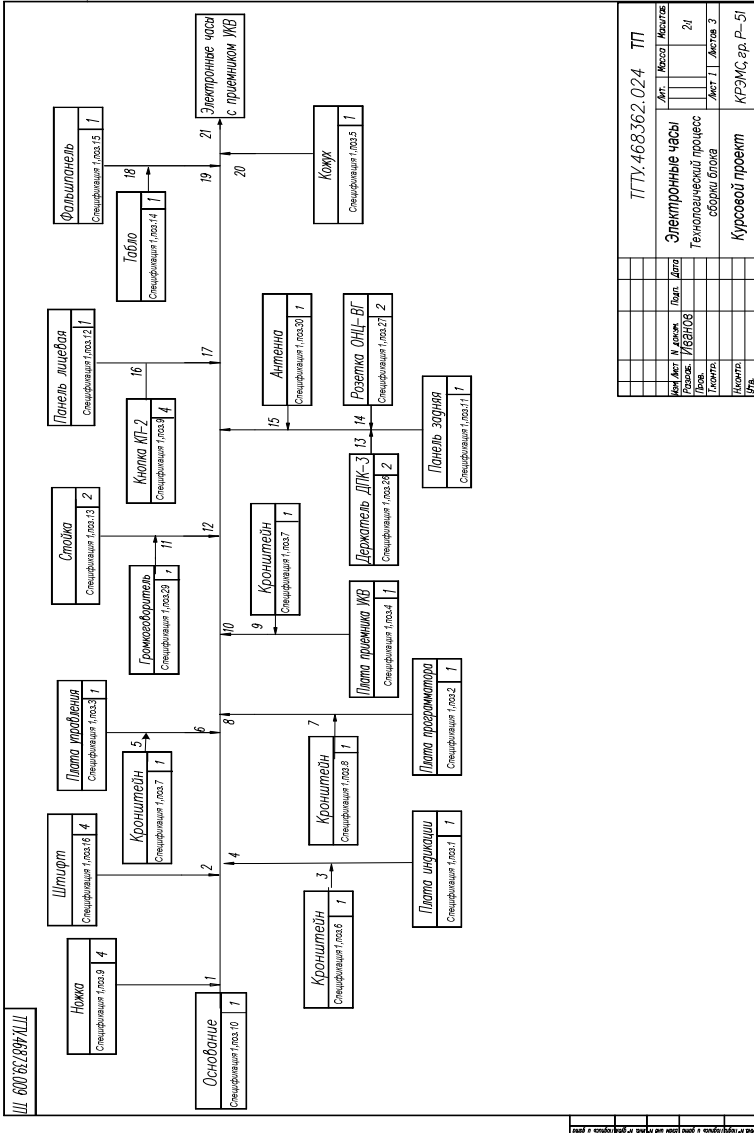 ТГТУ.468739.009 ТП
Ножка
Спецификация 1,поз.9 4
Штифт
Спецификация 1,поз.16 4
Плата управления
Спецификация 1,поз.3 1
Кронштейн
Спецификация 1,поз.7 1
Стойка
Спецификация 1,поз.13 2
Громкоговоритель
Спецификация 1,поз.29 1
Панель лицевая
Спецификация 1,поз.12 1
Кнопка КП-2
Спецификация 1,поз.9 4
Фальшпанель
Спецификация 1,поз.15 1
Табло
Спецификация 1,поз.14 1
Основание
Спецификация 1,поз.10 1
1
2
3
4
5
6
7
8
9
10
11
12
13
14
15
16
17
18
19
20
21
Электронные часы
с приемником УКВ
Кронштейн
Спецификация 1,поз.6 1
Плата индикации
Спецификация 1,поз.1 1
Кронштейн
Спецификация 1,поз.8 1
Плата программатора
Спецификация 1,поз.2 1
Кронштейн
Спецификация 1,поз.7 1
Плата приемника УКВ
Спецификация 1,поз.4 1
Антенна
Спецификация 1,поз.30 1
Держатель ДПК-3
Спецификация 1,поз.26 2
Розетка ОНЦ-ВГ
Спецификация 1,поз.27 2
Панель задняя
Спецификация 1,поз.11 1
Кожух
Спецификация 1,поз.5 1
ТГТУ.468362.024 ТП
Изм. Лист N докум. Подп. Дата
Разраб. Иванов
Пров.
Т.контр.
Н.контр.
Утв.
Электронные часы
Технологический процесс
сборки блока
Курсовой проект
Лит. Масса Масштаб
2:1
Лист 1 Листов 3
КРЭМС, гр. Р-51